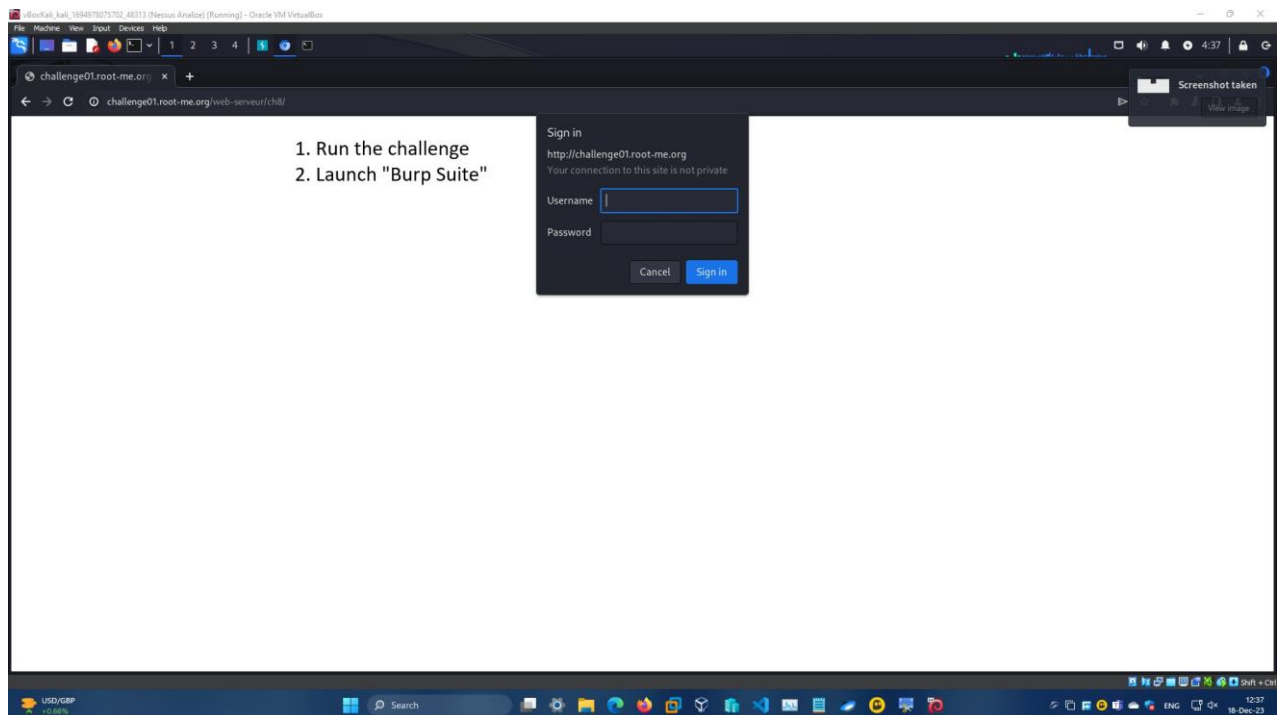 vBoxKali_kali_1694978075702_48313 (Nessus Analize) [Running] - Oracle VM VirtualBox
File Machine View Input Devices Help
1 2 3 4
4:37
challenge01.root-me.org
Screenshot taken
View image
challenge01.root-me.org/web-serveur/ch8/
1. Run the challenge
2. Launch "Burp Suite"
Sign in
http://challenge01.root-me.org
Your connection to this site is not private
Username
Password
Cancel
Sign in
Shift + Ctrl
USD/GBP
+0.66%
Search
ENG
12:37
18-Dec-23